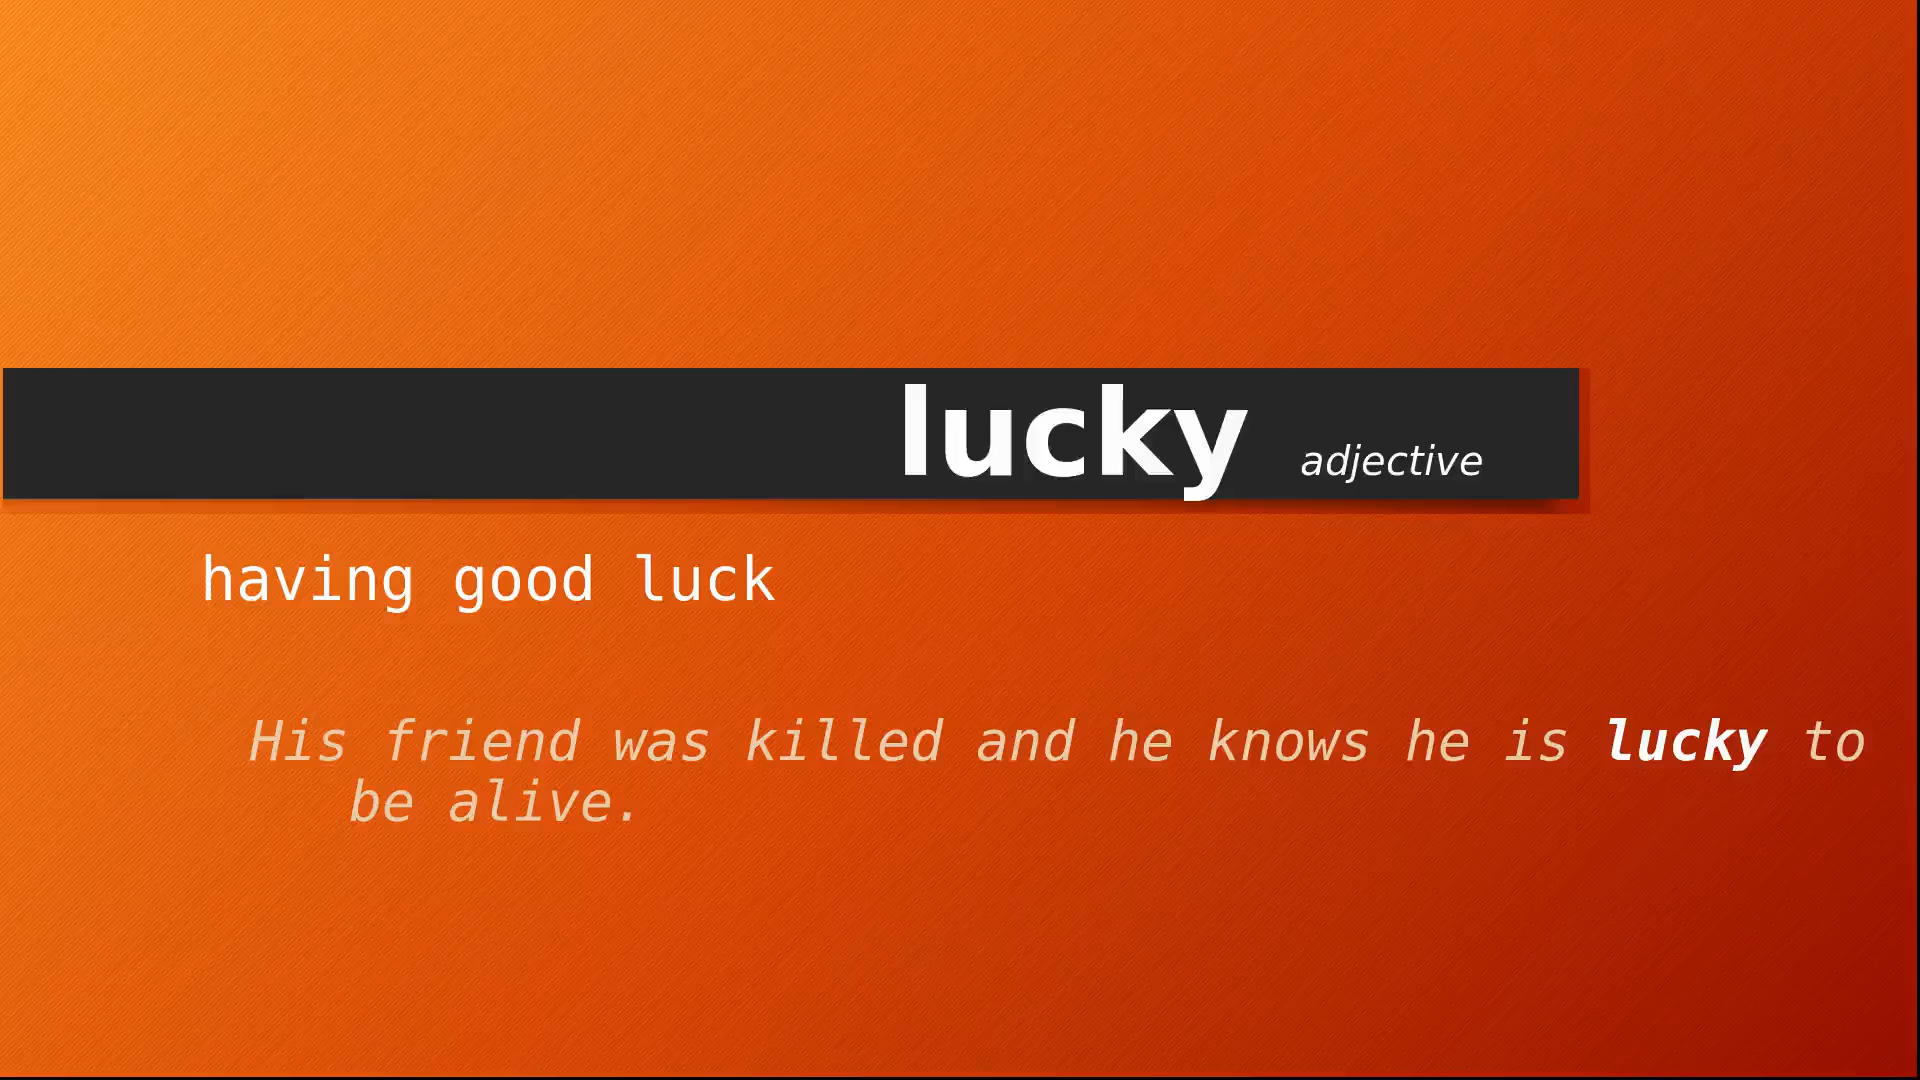 lucky adjective
having good luck
His friend was killed and he knows he is lucky to
be alive.